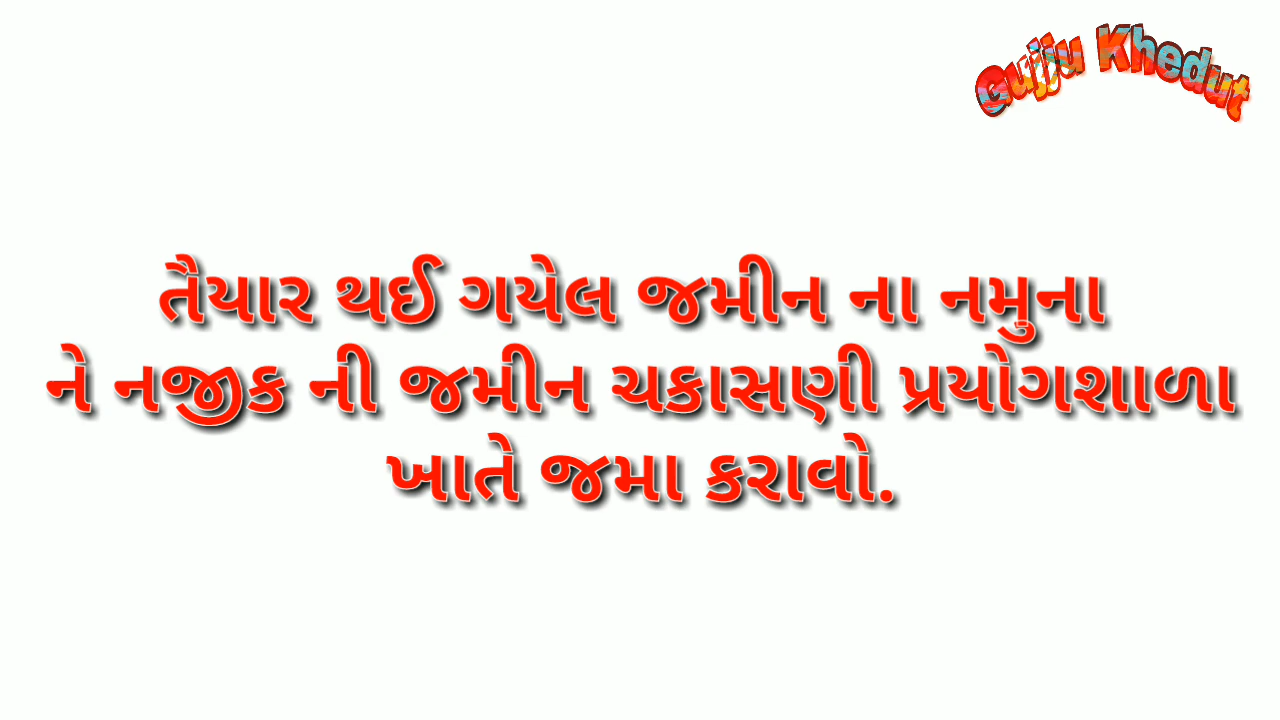 Gujju Khedut
તૈયાર થઈ ગયેલ જમીન ના નમુના
ને નજીક ની જમીન ચકાસણી પ્રયોગશાળા
ખાતે જમા કરાવો.